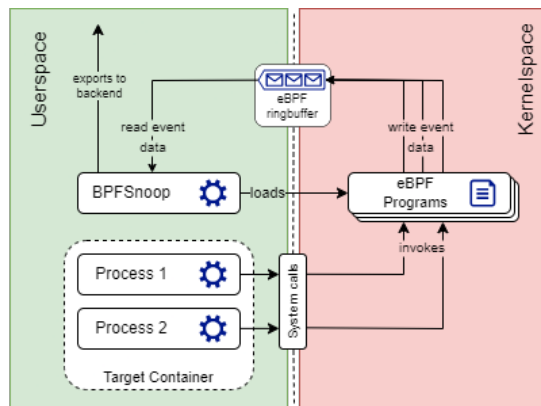 Userspace
Kernelspace
exports to
backend
eBPF
ringbuffer
read event
data
write event
data
BPFSnoop
loads
eBPF
Programs
invokes
Process 1
System calls
Process 2
Target Container